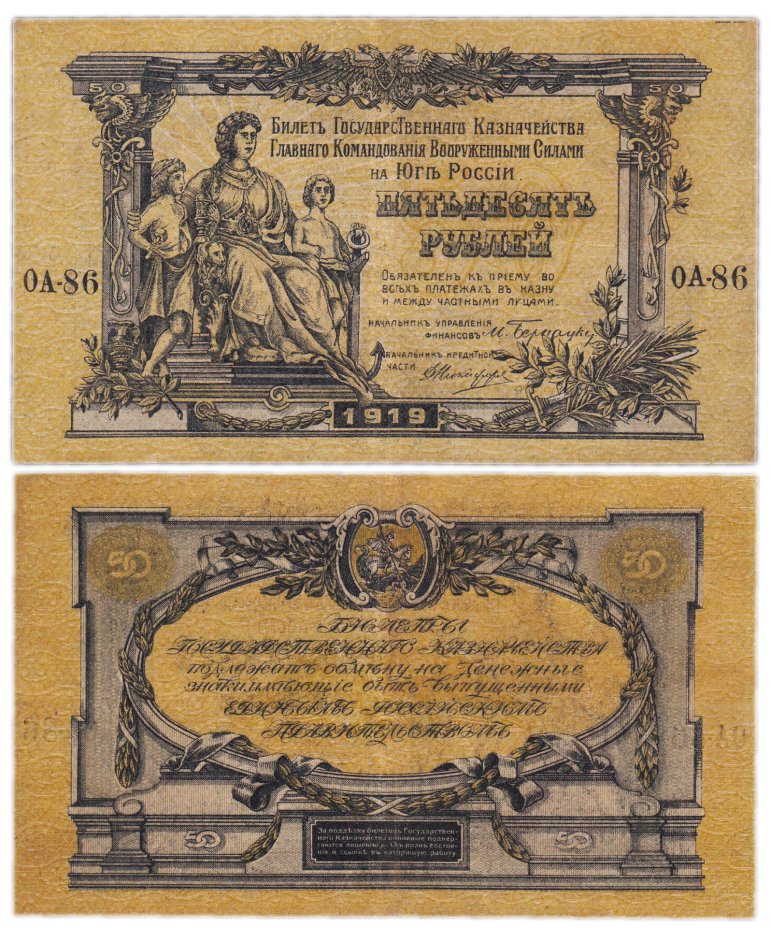 50
50
Билетъ Государственнаго Казначейства
Главнаго Командованія Вооруженными Силами
на Югѣ Россіи.
ПЯТЬДЕСЯТЪ
РУБЛЕЙ
ОА-86
ОА-86
Обязателенъ къ пріему во
всѣхъ платежахъ въ казну
и между частными лицами.
Начальникъ управленія
финансовъ
Начальникъ кредитной
части
1919
50
50
Билеты
Государственнаго Казначейства
подлежатъ обмѣну на денежные
знаки имѣющіе быть выпущенными
Единымъ Россійскимъ
Правительствомъ
50
50
За поддѣлку билетовъ Государствен-
наго Казначейства виновные подвер-
гаются лишенію всѣхъ правъ состоя-
нія и ссылкѣ въ каторжную работу